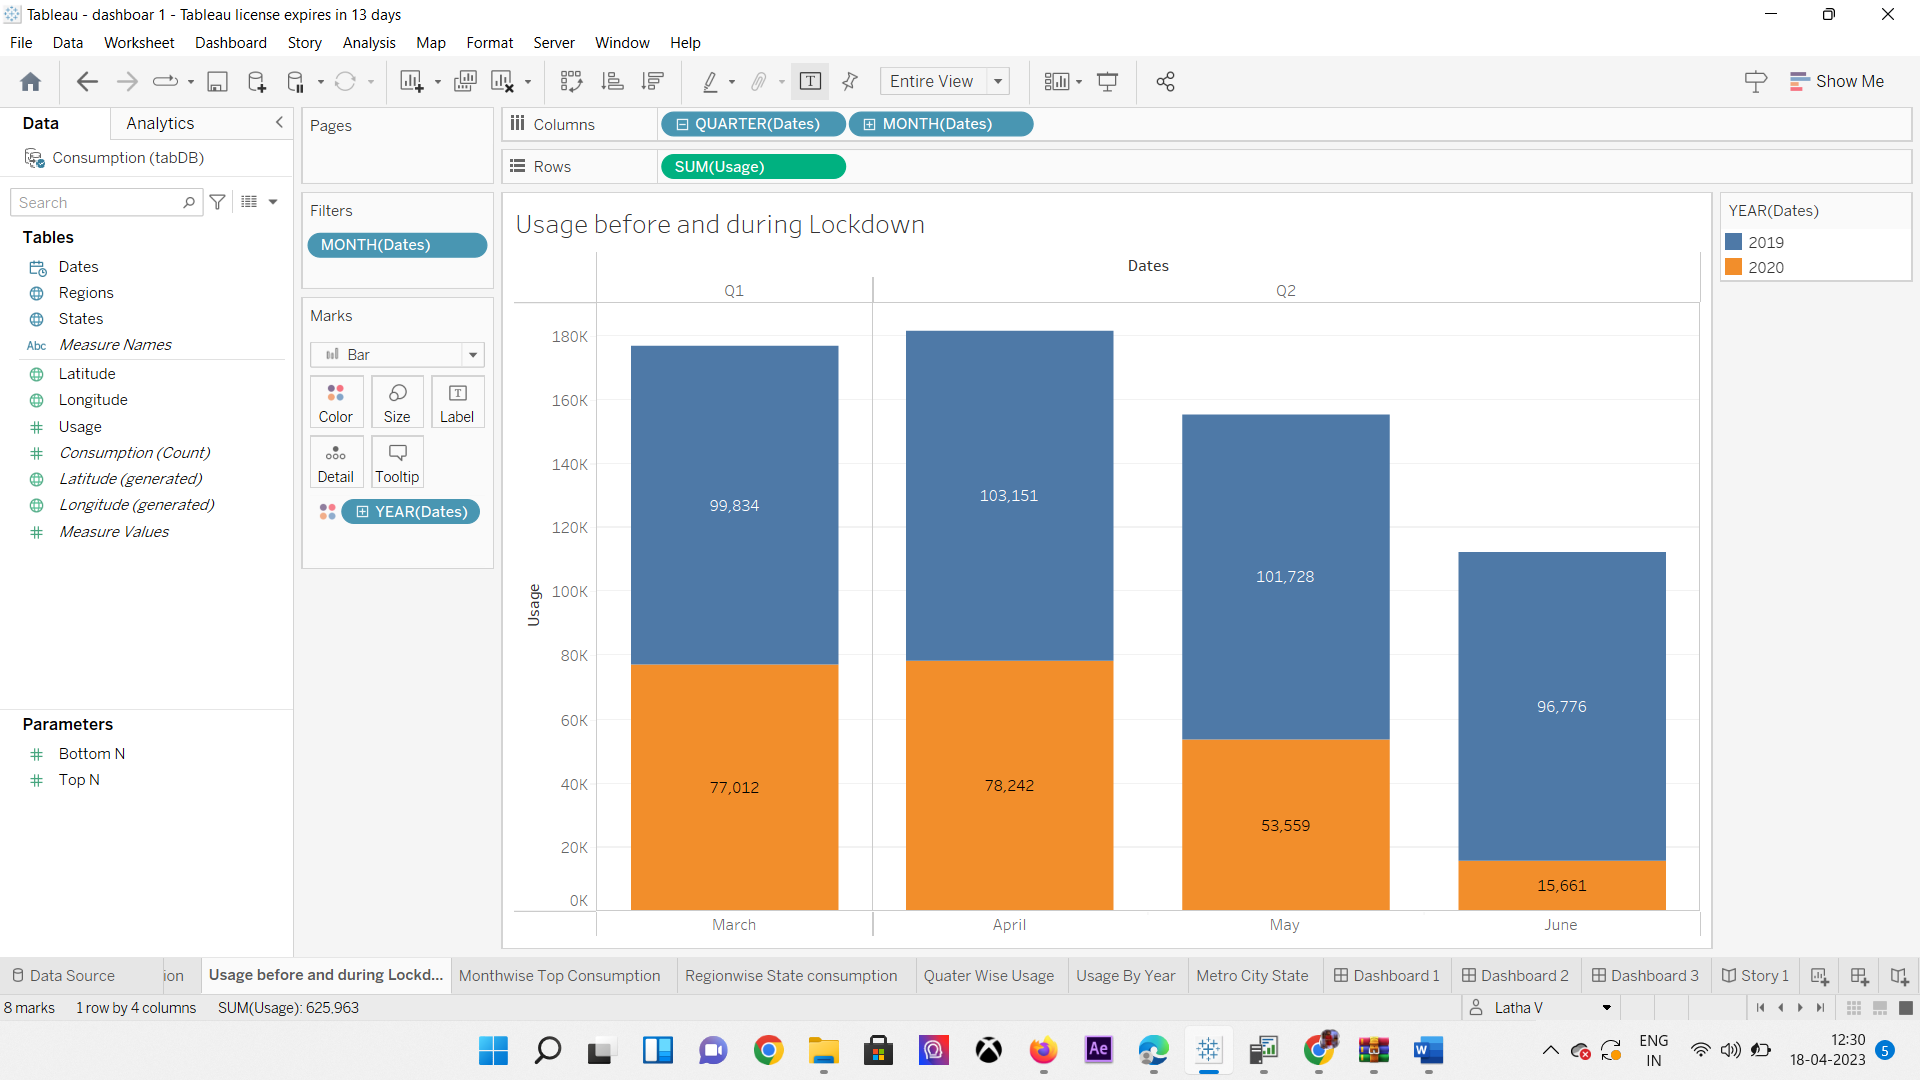 Tableau - dashboar 1 - Tableau license expires in 13 days
File Data Worksheet Dashboard Story Analysis Map Format Server Window Help
Entire View
Show Me
Data Analytics
Consumption (tabDB)
Search
Tables
Dates
Regions
States
Abc Measure Names
Latitude
Longitude
Usage
Consumption (Count)
Latitude (generated)
Longitude (generated)
Measure Values
Parameters
Bottom N
Top N
Pages
Filters
MONTH(Dates)
Marks
Bar
Color Size Label
Detail Tooltip
YEAR(Dates)
Columns QUARTER(Dates) MONTH(Dates)
Rows SUM(Usage)
Usage before and during Lockdown
Dates
Q1 Q2
Usage
180K
160K
140K
120K
100K
80K
60K
40K
20K
0K
99,834 103,151 101,728 96,776
77,012 78,242 53,559 15,661
March April May June
YEAR(Dates)
2019
2020
Data Source ion Usage before and during Lockd... Monthwise Top Consumption Regionwise State consumption Quater Wise Usage Usage By Year Metro City State Dashboard 1 Dashboard 2 Dashboard 3 Story 1
8 marks 1 row by 4 columns SUM(Usage): 625,963
Latha V
Ae
W
ENG
IN
12:30
18-04-2023
5